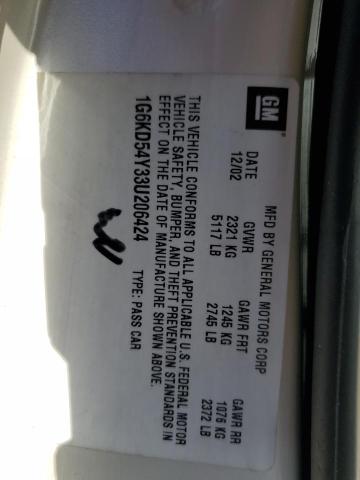 GM
MFD BY GENERAL MOTORS CORP
DATE GVWR GAWR FRT GAWR RR
12/02 2321 KG 1245 KG 1076 KG
5117 LB 2745 LB 2372 LB
THIS VEHICLE CONFORMS TO ALL APPLICABLE U.S. FEDERAL MOTOR
VEHICLE SAFETY, BUMPER, AND THEFT PREVENTION STANDARDS IN
EFFECT ON THE DATE OF MANUFACTURE SHOWN ABOVE.
1G6KD54Y33U206424 TYPE: PASS CAR